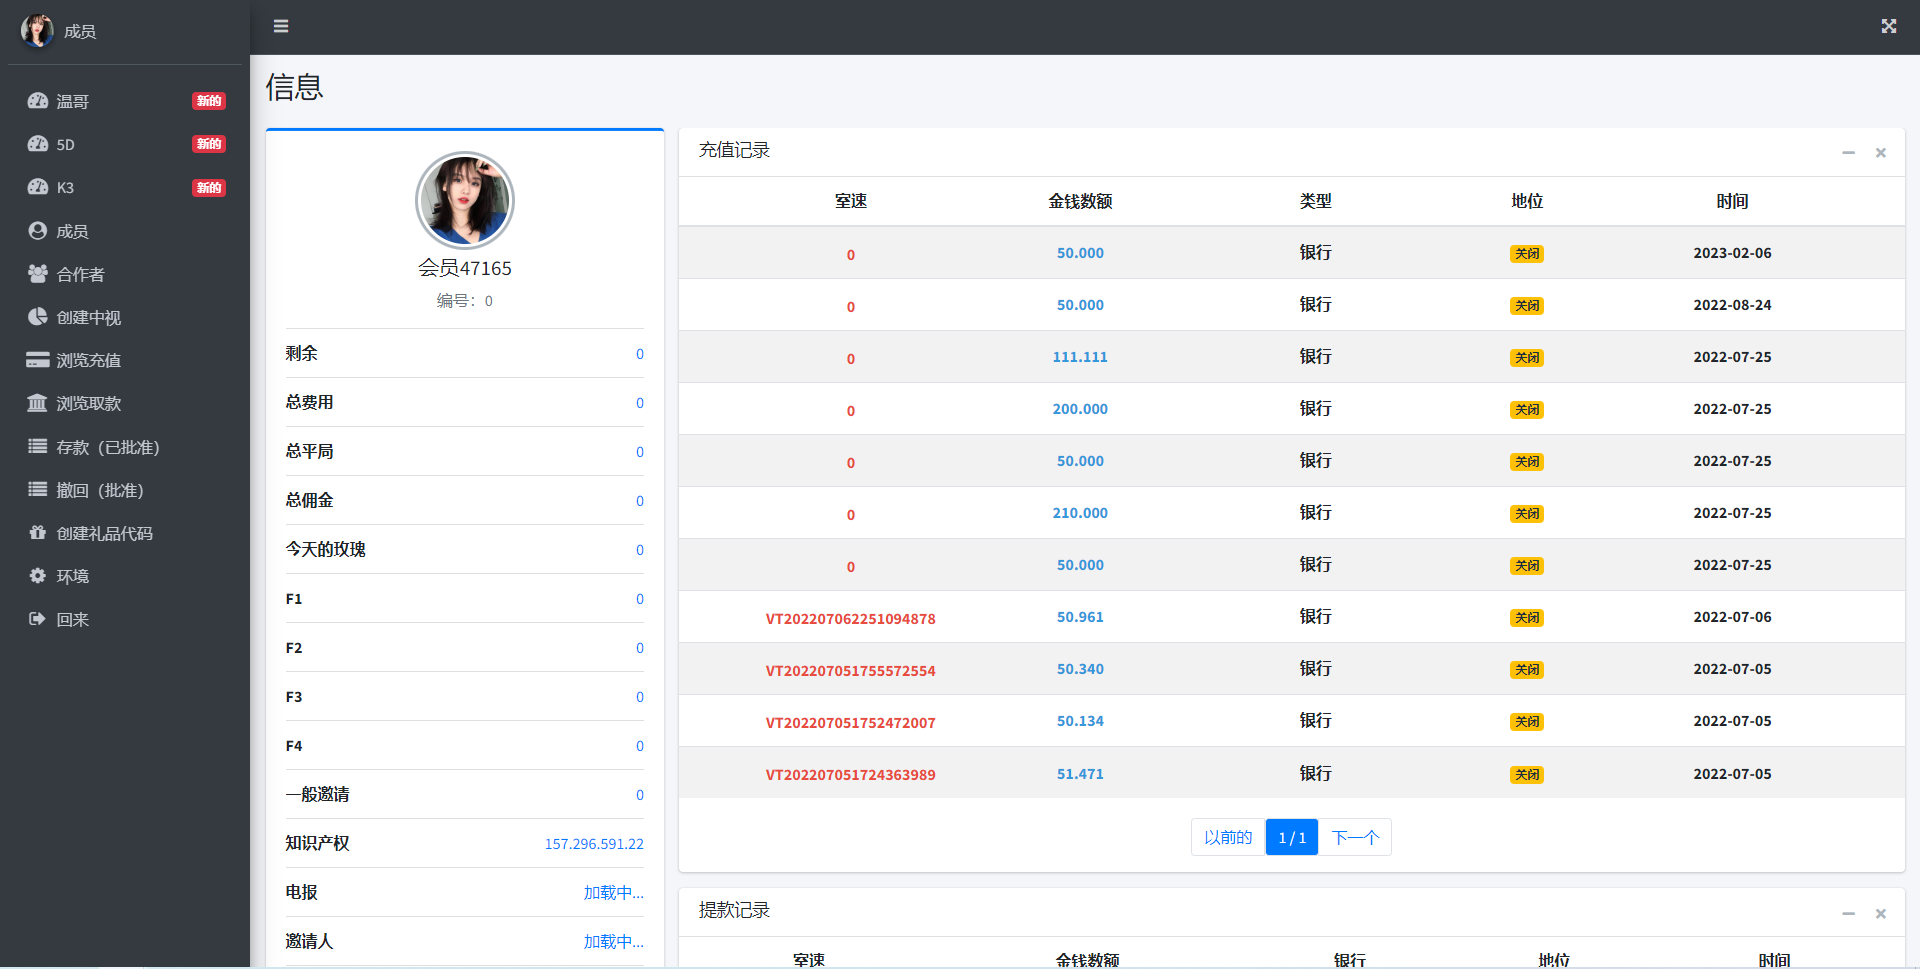 成员
温哥 新的
5D 新的
K3 新的
成员
合作者
创建中视
浏览充值
浏览取款
存款（已批准）
撤回（批准）
创建礼品代码
环境
回来
信息
会员47165
编号：0
剩余 0
总费用 0
总平局 0
总佣金 0
今天的玫瑰 0
F1 0
F2 0
F3 0
F4 0
一般邀请 0
知识产权 157.296.591.22
电报 加载中...
邀请人 加载中...
充值记录
室速 金钱数额 类型 地位 时间
0 50.000 银行 关闭 2023-02-06
0 50.000 银行 关闭 2022-08-24
0 111.111 银行 关闭 2022-07-25
0 200.000 银行 关闭 2022-07-25
0 50.000 银行 关闭 2022-07-25
0 210.000 银行 关闭 2022-07-25
0 50.000 银行 关闭 2022-07-25
VT202207062251094878 50.961 银行 关闭 2022-07-06
VT202207051755572554 50.340 银行 关闭 2022-07-05
VT202207051752472007 50.134 银行 关闭 2022-07-05
VT202207051724363989 51.471 银行 关闭 2022-07-05
以前的 1 / 1 下一个
提款记录
室速 金钱数额 银行 地位 时间